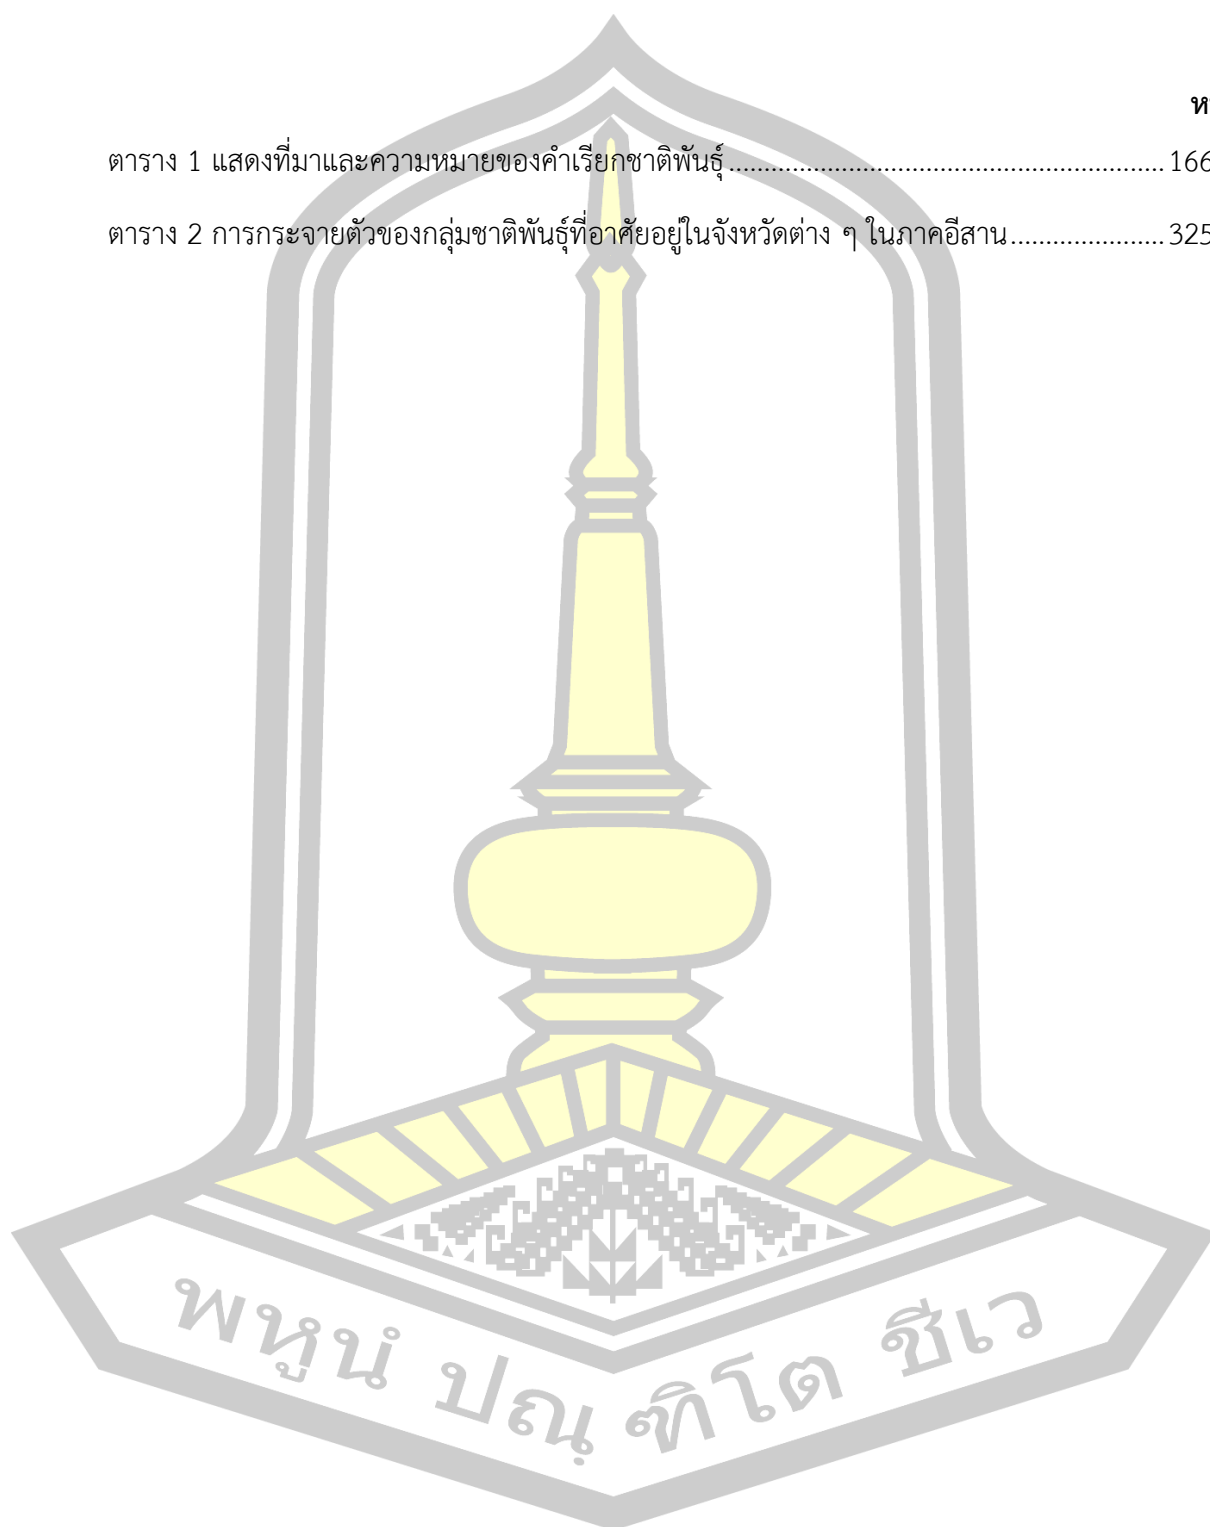 ตาราง 1 แสดงที่มาและความหมายของคำเรียกชาติพันธุ์.............................................................. 166
ตาราง 2 การกระจายตัวของกลุ่มชาติพันธุ์ที่อาศัยอยู่ในจังหวัดต่าง ๆ ในภาคอีสาน...................... 325
พหูนํ ปณฺฑิโต ชีเว